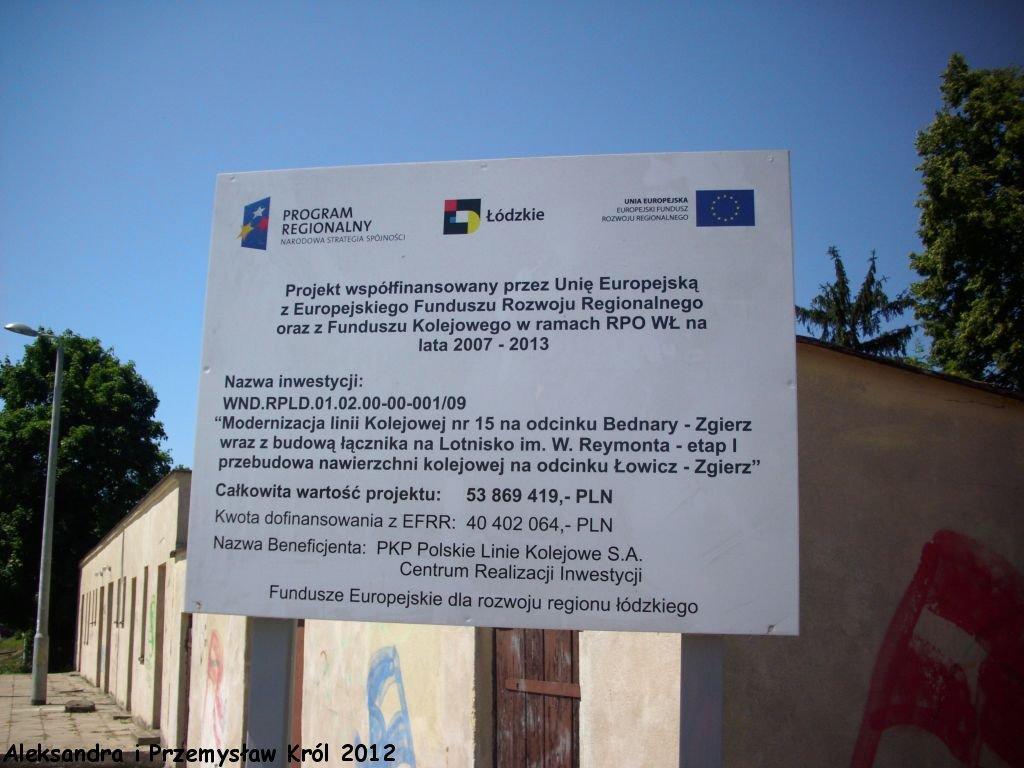 PROGRAM
REGIONALNY
NARODOWA STRATEGIA SPÓJNOŚCI
Łódzkie
UNIA EUROPEJSKA
EUROPEJSKI FUNDUSZ
ROZWOJU REGIONALNEGO
Projekt współfinansowany przez Unię Europejską
z Europejskiego Funduszu Rozwoju Regionalnego
oraz z Funduszu Kolejowego w ramach RPO WŁ na
lata 2007 - 2013
Nazwa inwestycji:
WND.RPLD.01.02.00-00-001/09
“Modernizacja linii Kolejowej nr 15 na odcinku Bednary - Zgierz
wraz z budową łącznika na Lotnisko im. W. Reymonta - etap I
przebudowa nawierzchni kolejowej na odcinku Łowicz - Zgierz”
Całkowita wartość projektu: 53 869 419,- PLN
Kwota dofinansowania z EFRR: 40 402 064,- PLN
Nazwa Beneficjenta: PKP Polskie Linie Kolejowe S.A.
Centrum Realizacji Inwestycji
Fundusze Europejskie dla rozwoju regionu łódzkiego
Aleksandra i Przemysław Król 2012